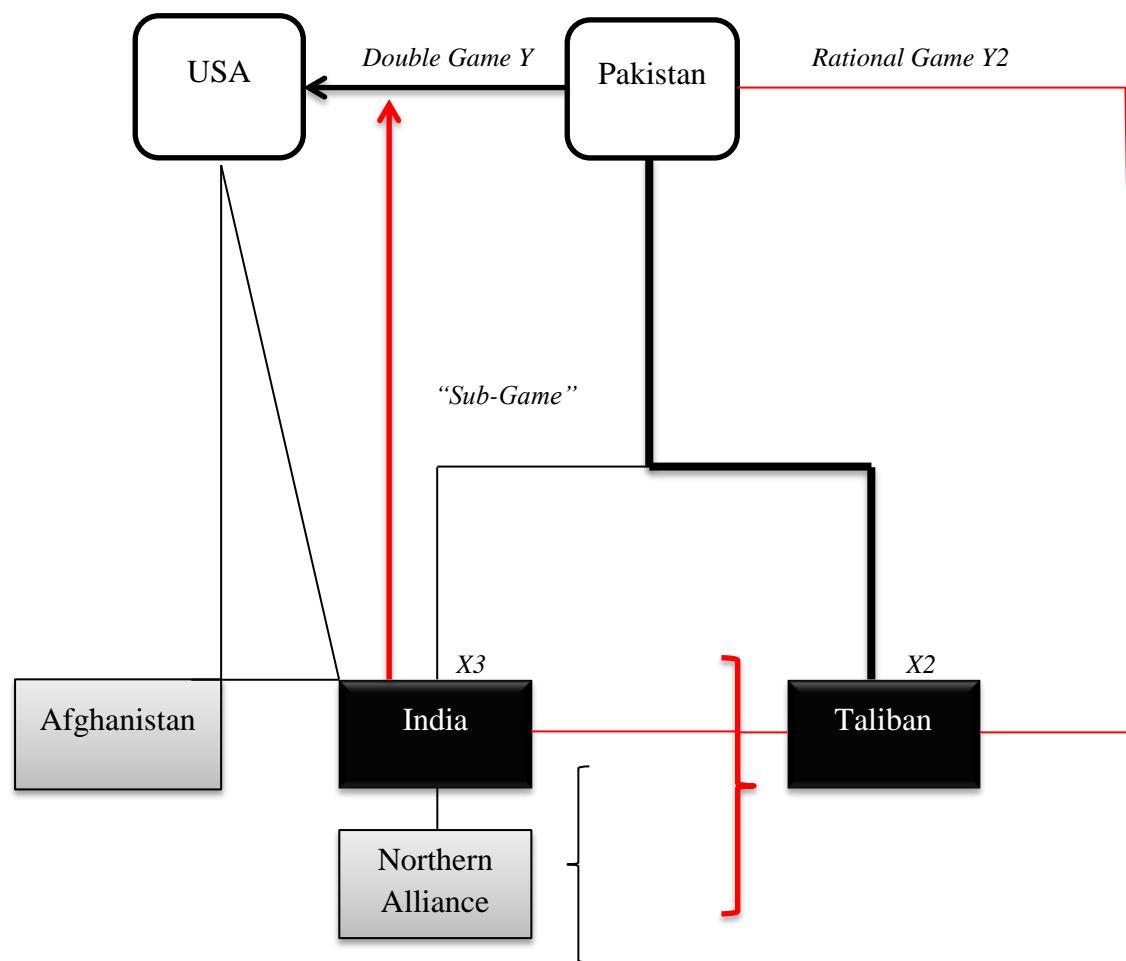 USA
Double Game Y
Pakistan
Rational Game Y2
“Sub-Game”
X3
X2
Afghanistan
India
Taliban
Northern
Alliance